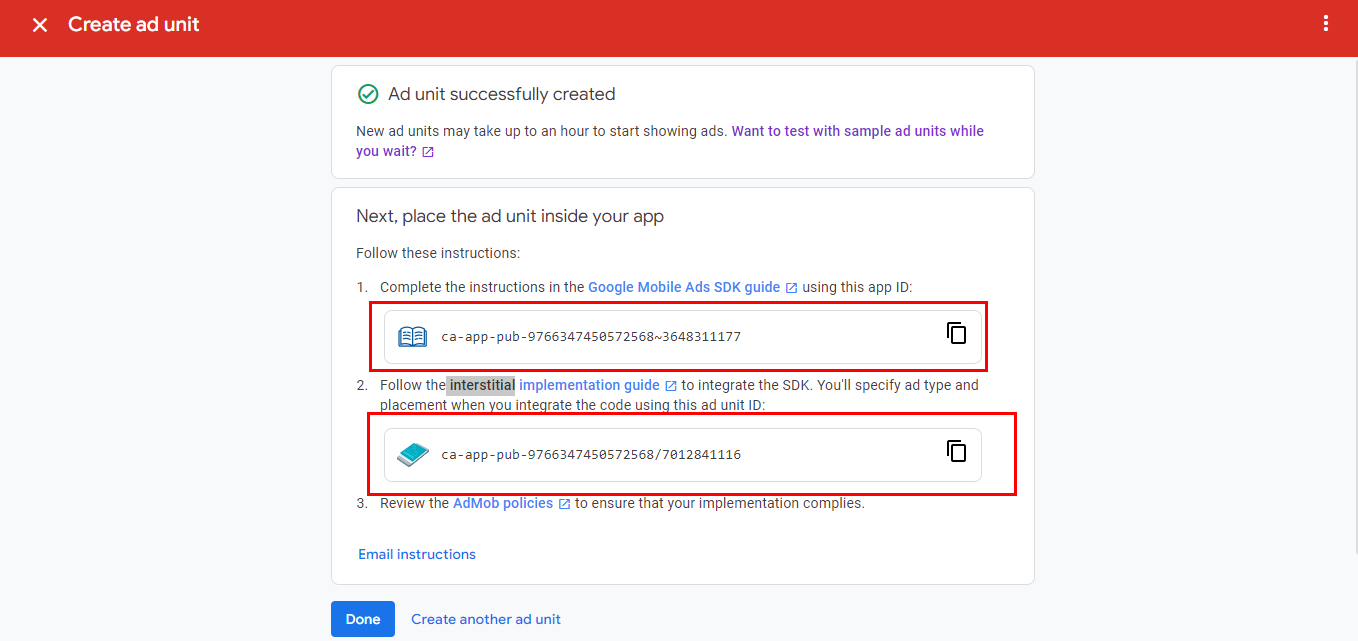 Create ad unit
Ad unit successfully created
New ad units may take up to an hour to start showing ads. Want to test with sample ad units while
you wait?
Next, place the ad unit inside your app
Follow these instructions:
1. Complete the instructions in the Google Mobile Ads SDK guide using this app ID:
ca-app-pub-9766347450572568~3648311177
2. Follow the interstitial implementation guide to integrate the SDK. You'll specify ad type and
placement when you integrate the code using this ad unit ID:
ca-app-pub-9766347450572568/7012841116
3. Review the AdMob policies to ensure that your implementation complies.
Email instructions
Done Create another ad unit